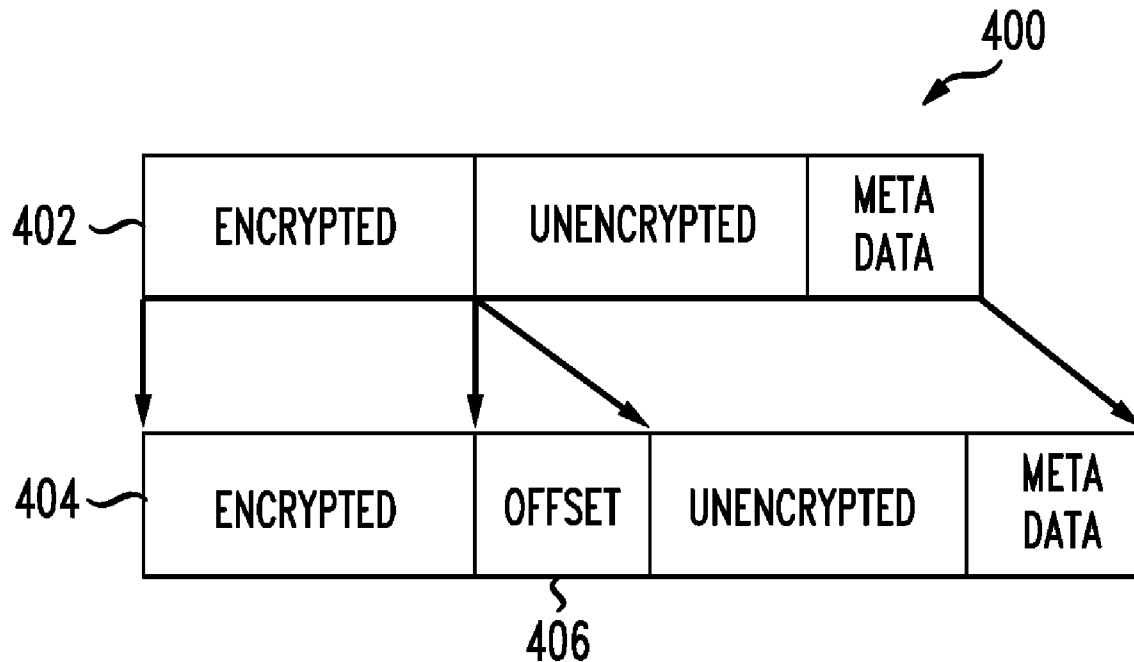 400
402
ENCRYPTED
UNENCRYPTED
META
DATA
404
ENCRYPTED
OFFSET
UNENCRYPTED
META
DATA
406